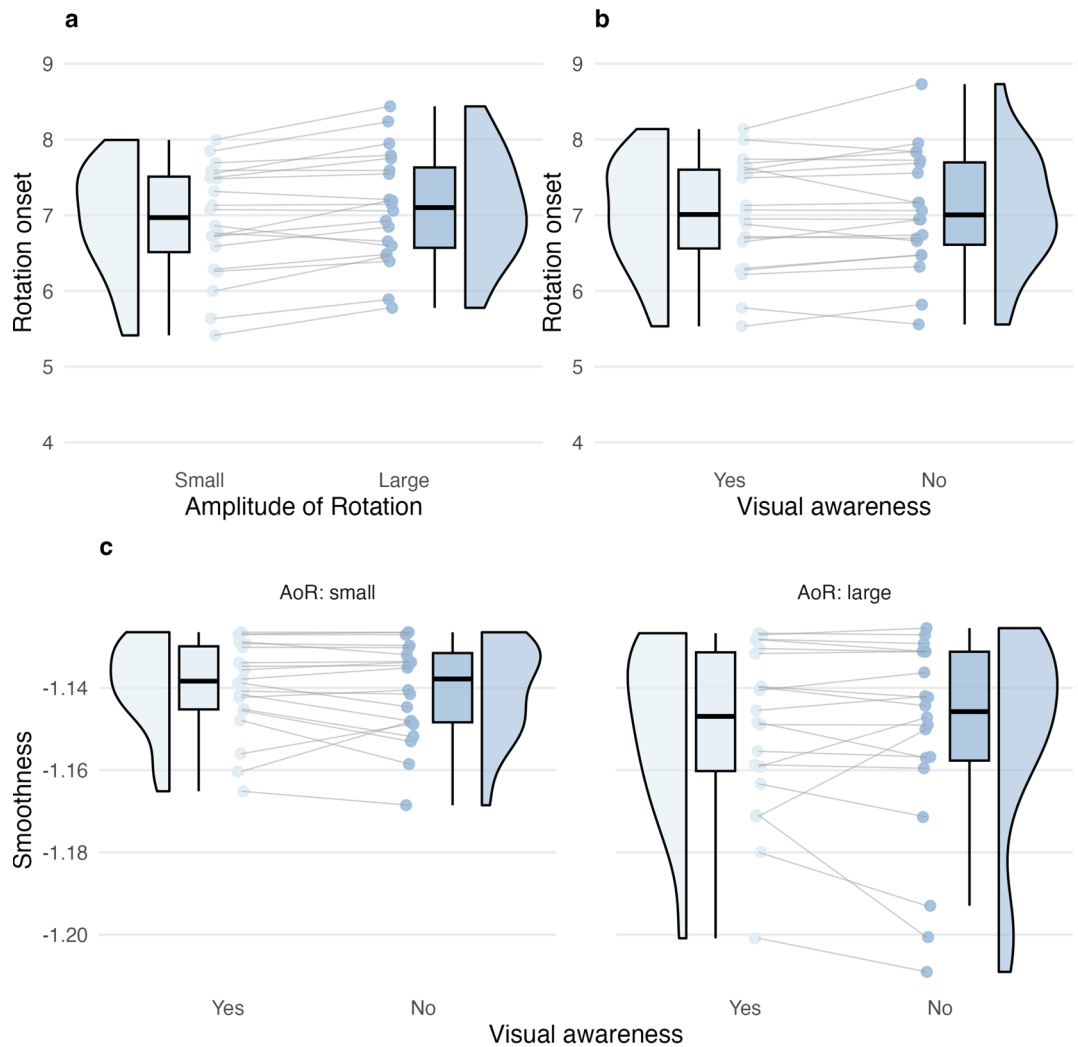 a
9
8
7
6
5
4
Rotation onset
Small
Large
Amplitude of Rotation
b
9
8
7
6
5
4
Rotation onset
Yes
No
Visual awareness
c
AoR: small
AoR: large
-1.14
-1.16
-1.18
-1.20
Smoothness
Yes
No
Yes
No
Visual awareness